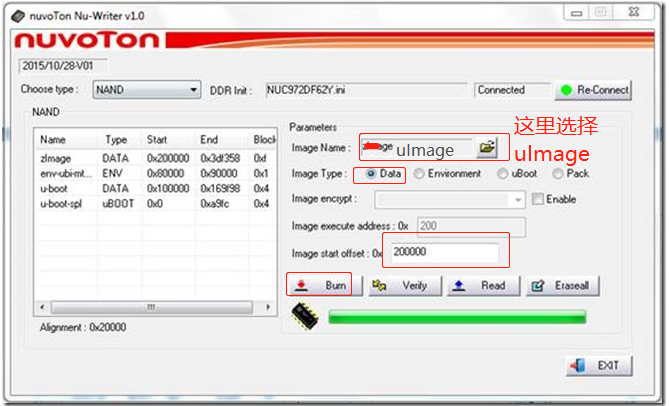 nuvoTon Nu-Writer v1.0
nuvoTon
2015/10/28-V01
Choose type : NAND DDR Init : NUC972DF62Y.ini Connected Re-Connect
NAND
Name Type Start End Block
zImage DATA 0x200000 0x3df358 0xf
env-ubi-mt... ENV 0x80000 0x90000 0x1
u-boot DATA 0x100000 0x169f98 0x4
u-boot-spl uBOOT 0x0 0xa9fc 0x4
Alignment : 0x20000
Parameters
Image Name : uImage
这里选择
uImage
Image Type : Data Environment uBoot Pack
Image encrypt : Enable
Image execute address : 0x 200
Image start offset : 0x 200000
Burn Verify Read Eraseall
EXIT